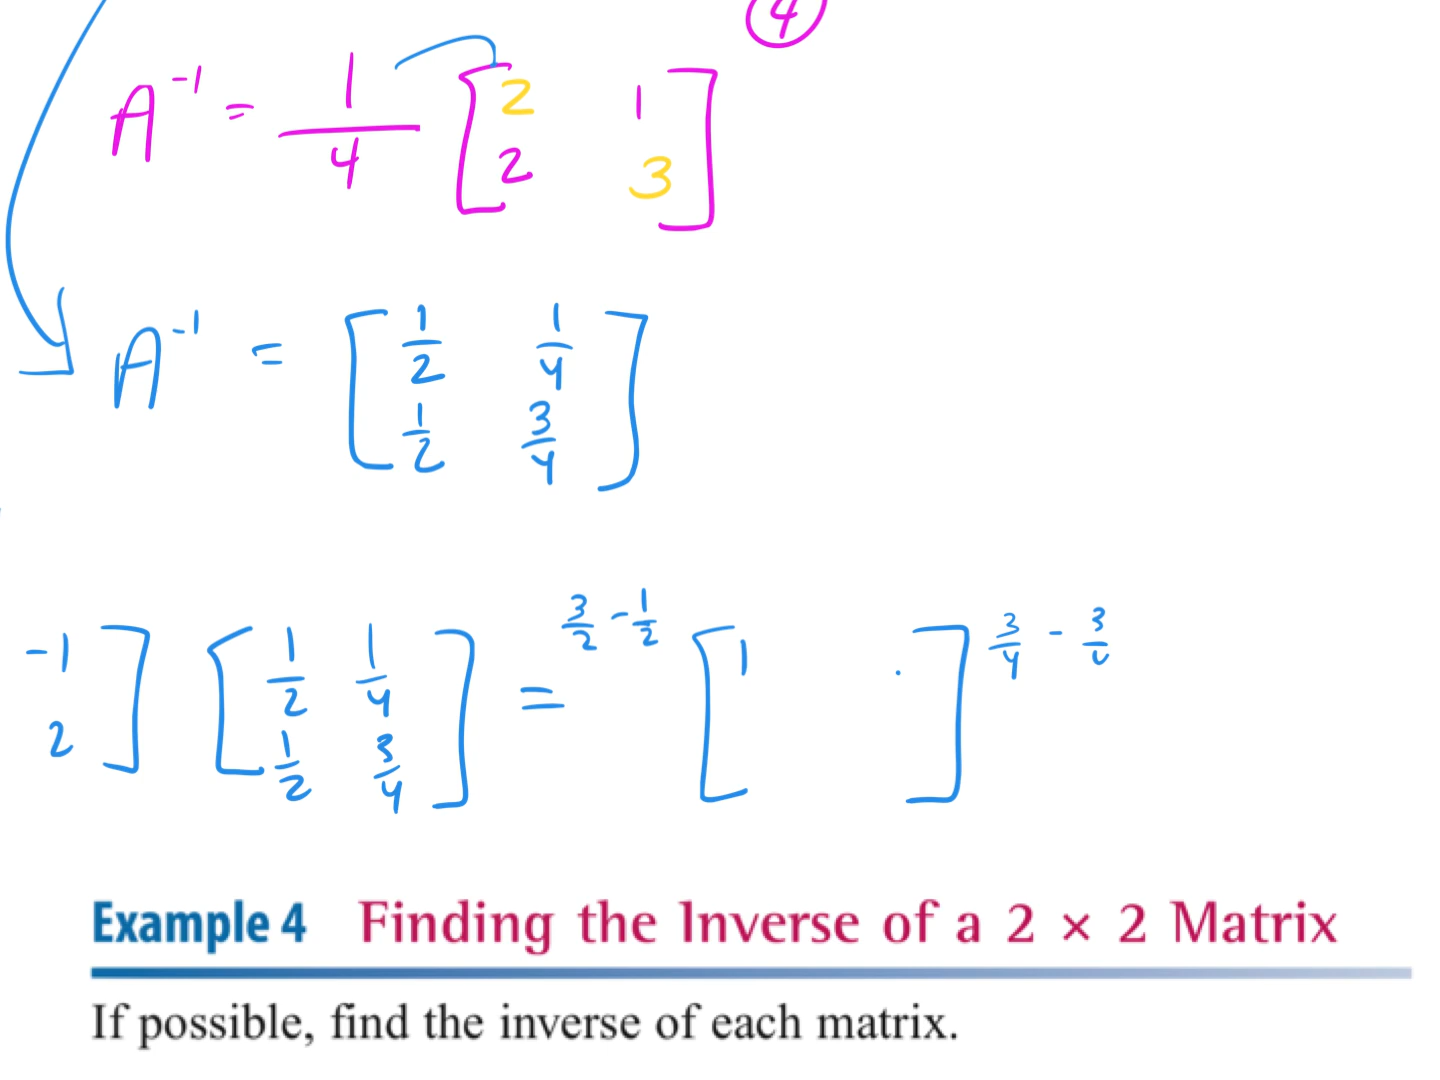 4
A⁻¹ = 1/4 [2 1
2 3]
A⁻¹ = [1/2 1/4
1/2 3/4]
3/2 - 1/2
3/4 - 3/
-1
2] [1/2 1/4
1/2 3/4] = [1 . ]
Example 4 Finding the Inverse of a 2 × 2 Matrix
If possible, find the inverse of each matrix.